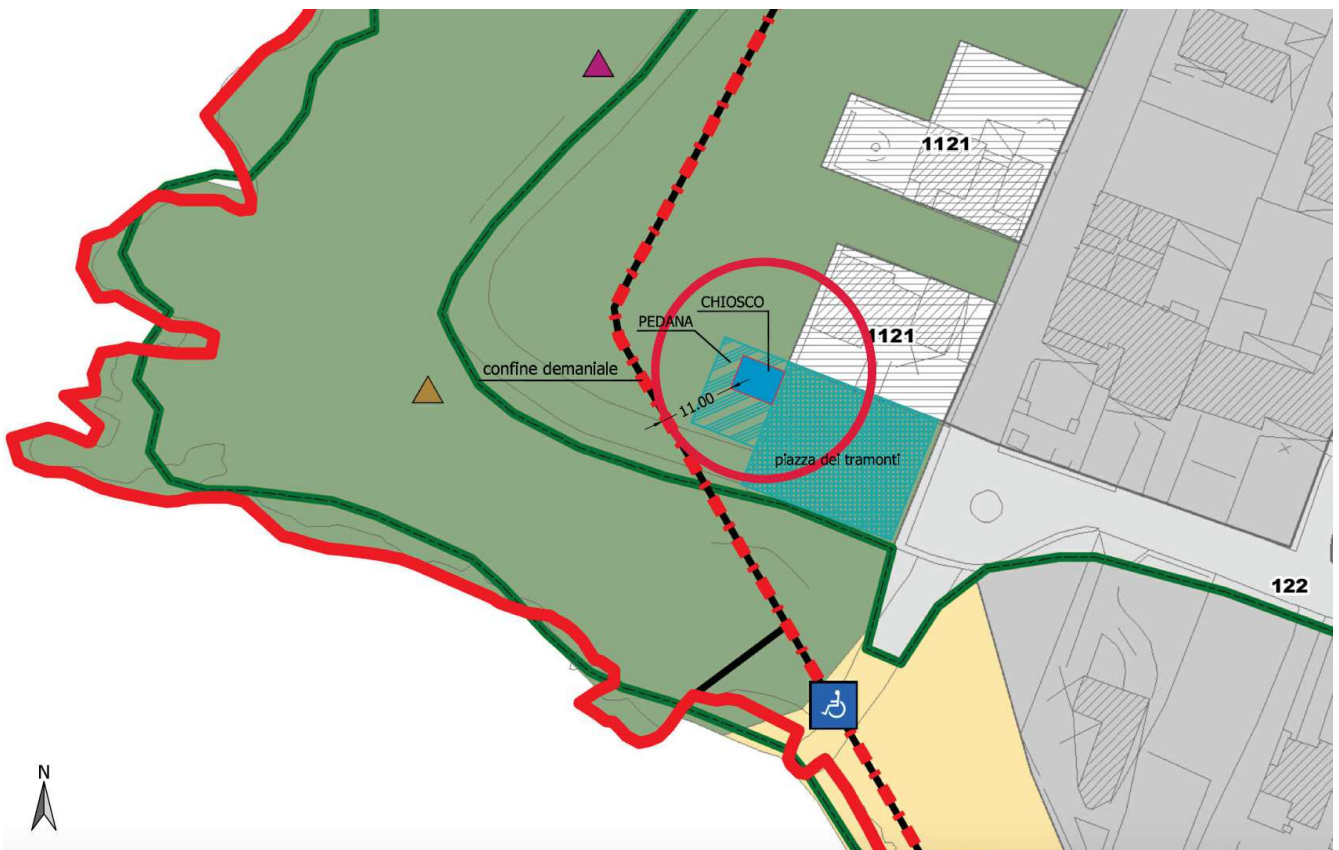 1121
CHIOSCO
PEDANA
1121
confine demaniale
11.00
piazza dei tramonti
122
N